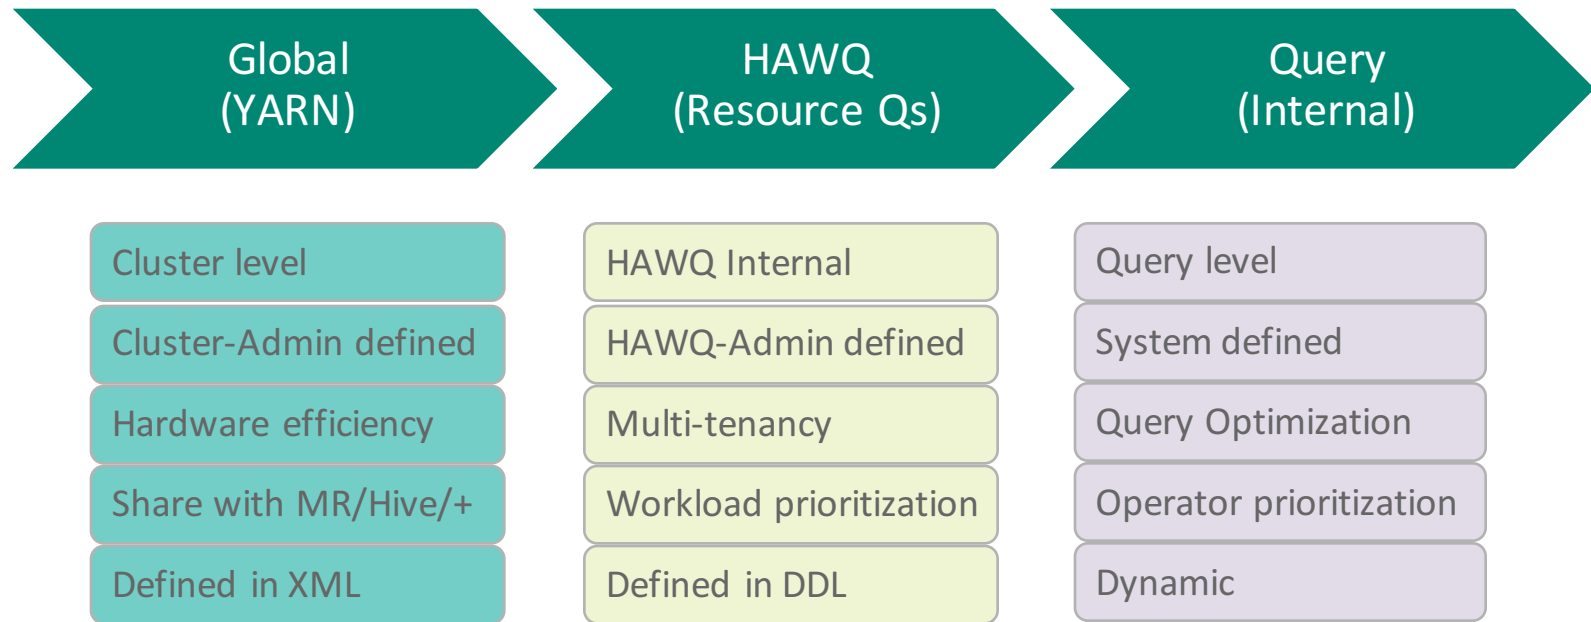 Global
(YARN)
HAWQ
(Resource Qs)
Query
(Internal)
Cluster level
Cluster-Admin defined
Hardware efficiency
Share with MR/Hive/+
Defined in XML
HAWQ Internal
HAWQ-Admin defined
Multi-tenancy
Workload prioritization
Defined in DDL
Query level
System defined
Query Optimization
Operator prioritization
Dynamic